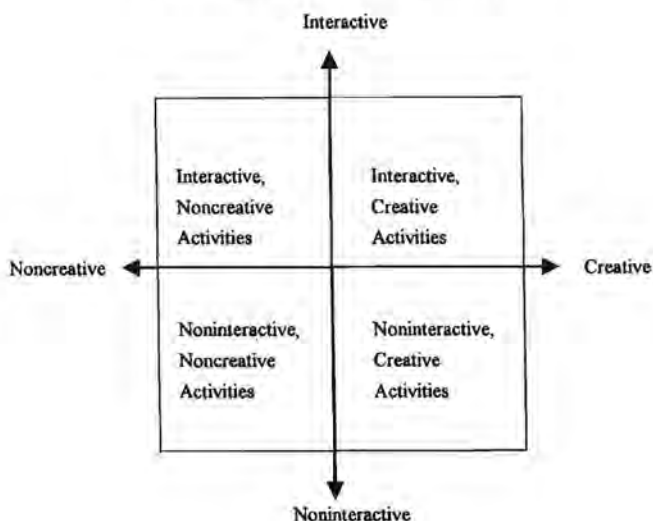 Interactive
Interactive,
Noncreative
Activities
Interactive,
Creative
Activities
Noncreative
Creative
Noninteractive,
Noncreative
Activities
Noninteractive,
Creative
Activities
Noninteractive